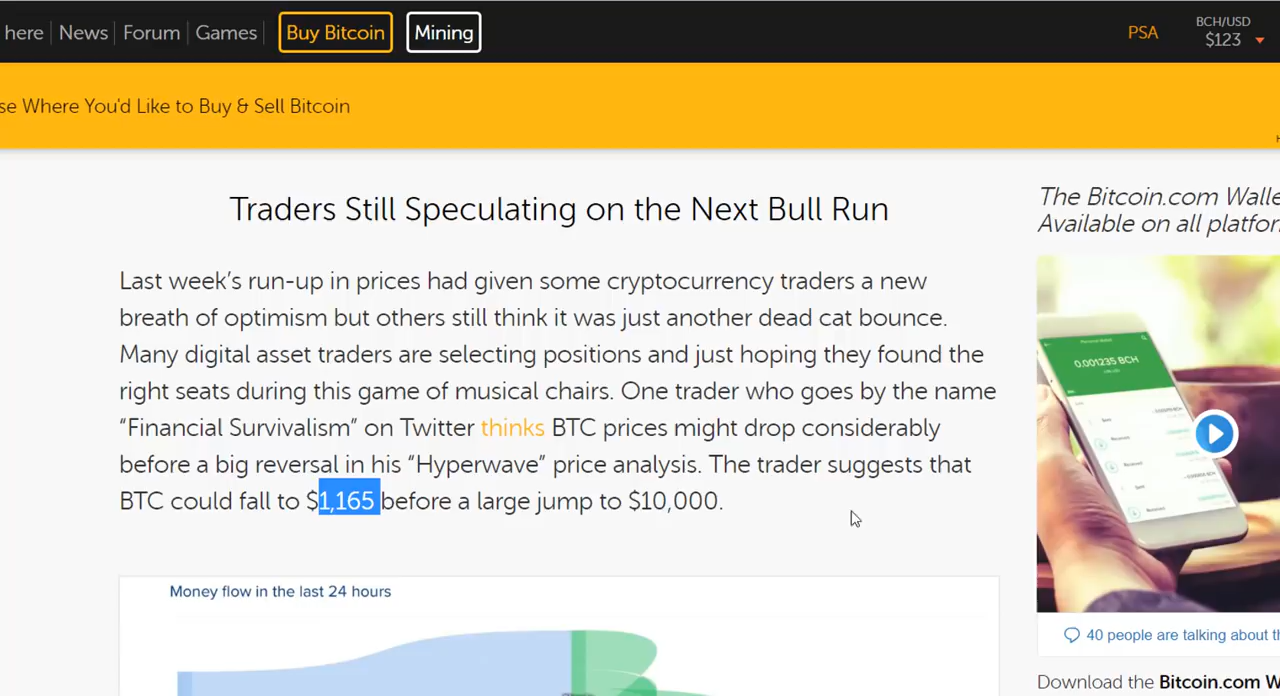 here News Forum Games Buy Bitcoin Mining PSA BCH/USD
$123
se Where You'd Like to Buy & Sell Bitcoin
Traders Still Speculating on the Next Bull Run
Last week's run-up in prices had given some cryptocurrency traders a new
breath of optimism but others still think it was just another dead cat bounce.
Many digital asset traders are selecting positions and just hoping they found the
right seats during this game of musical chairs. One trader who goes by the name
“Financial Survivalism” on Twitter thinks BTC prices might drop considerably
before a big reversal in his “Hyperwave” price analysis. The trader suggests that
BTC could fall to $1,165 before a large jump to $10,000.
Money flow in the last 24 hours
The Bitcoin.com Walle
Available on all platfor
0.001235 BCH
40 people are talking about t
Download the Bitcoin.com W